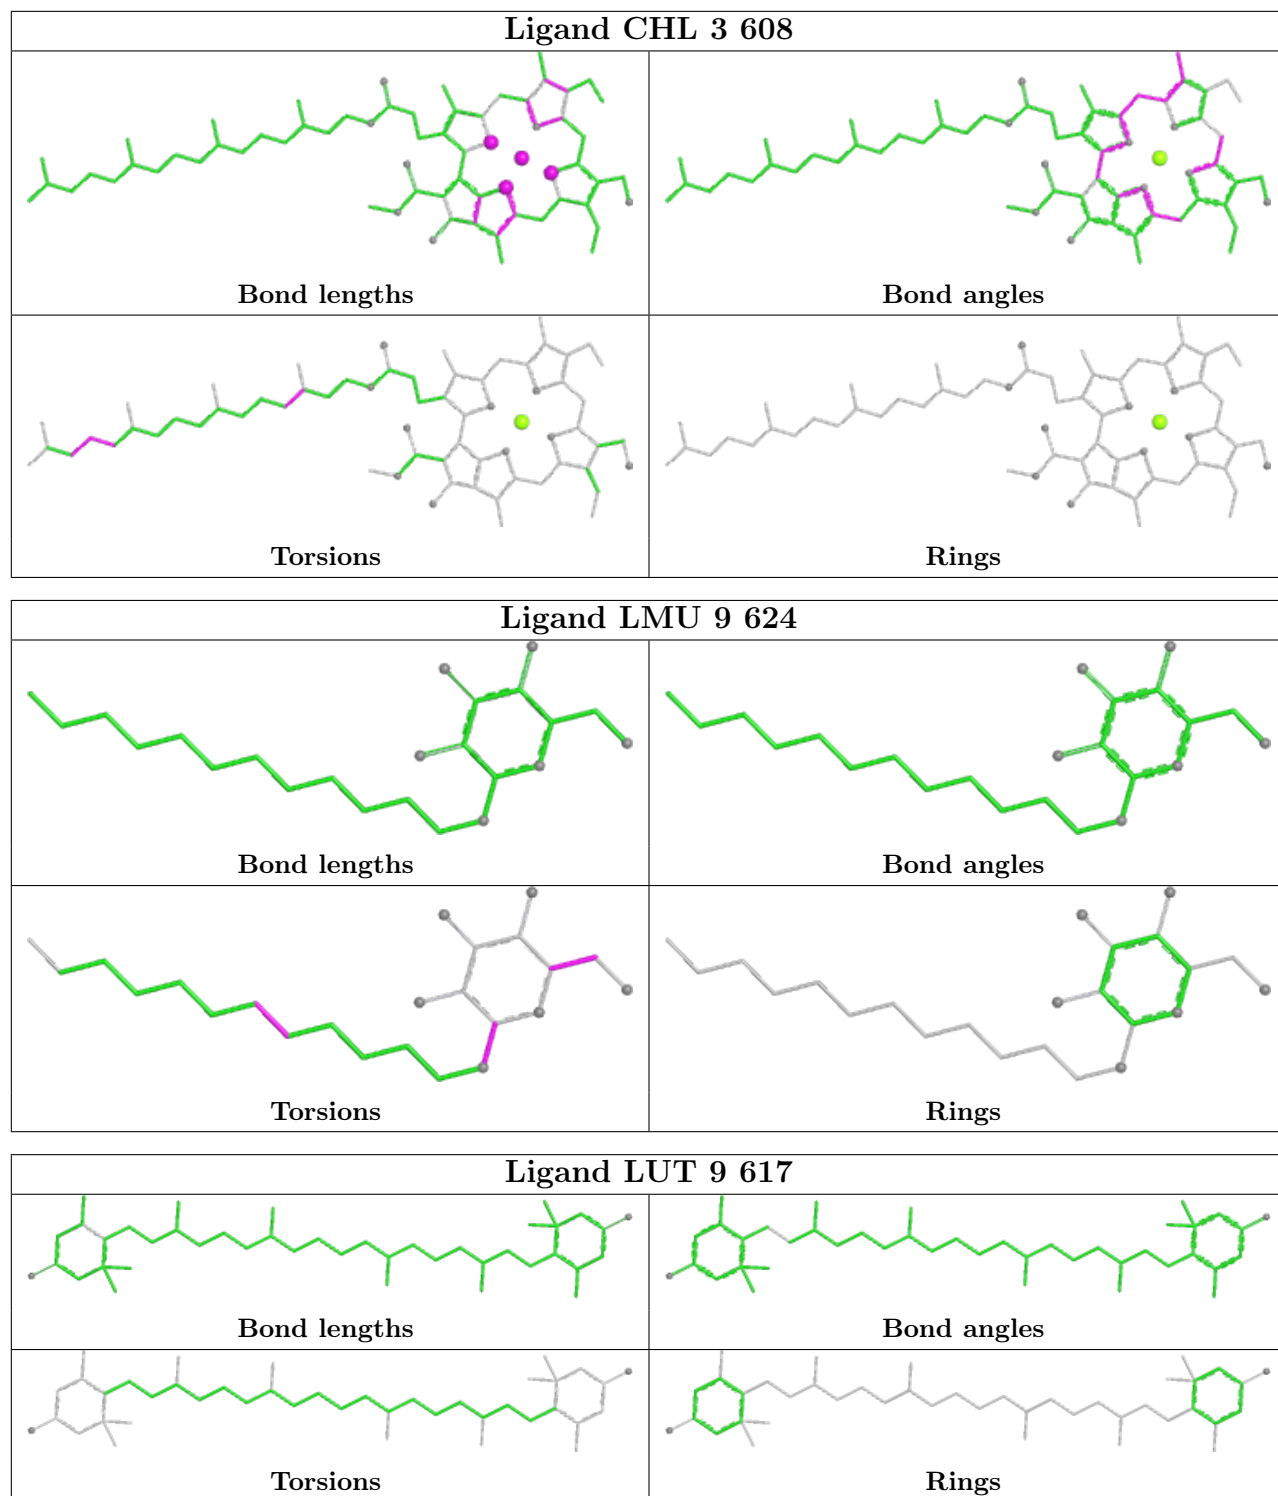 Ligand CHL 3 608
Bond lengths
Bond angles
Torsions
Rings
Ligand LMU 9 624
Bond lengths
Bond angles
Torsions
Rings
Ligand LUT 9 617
Bond lengths
Bond angles
Torsions
Rings